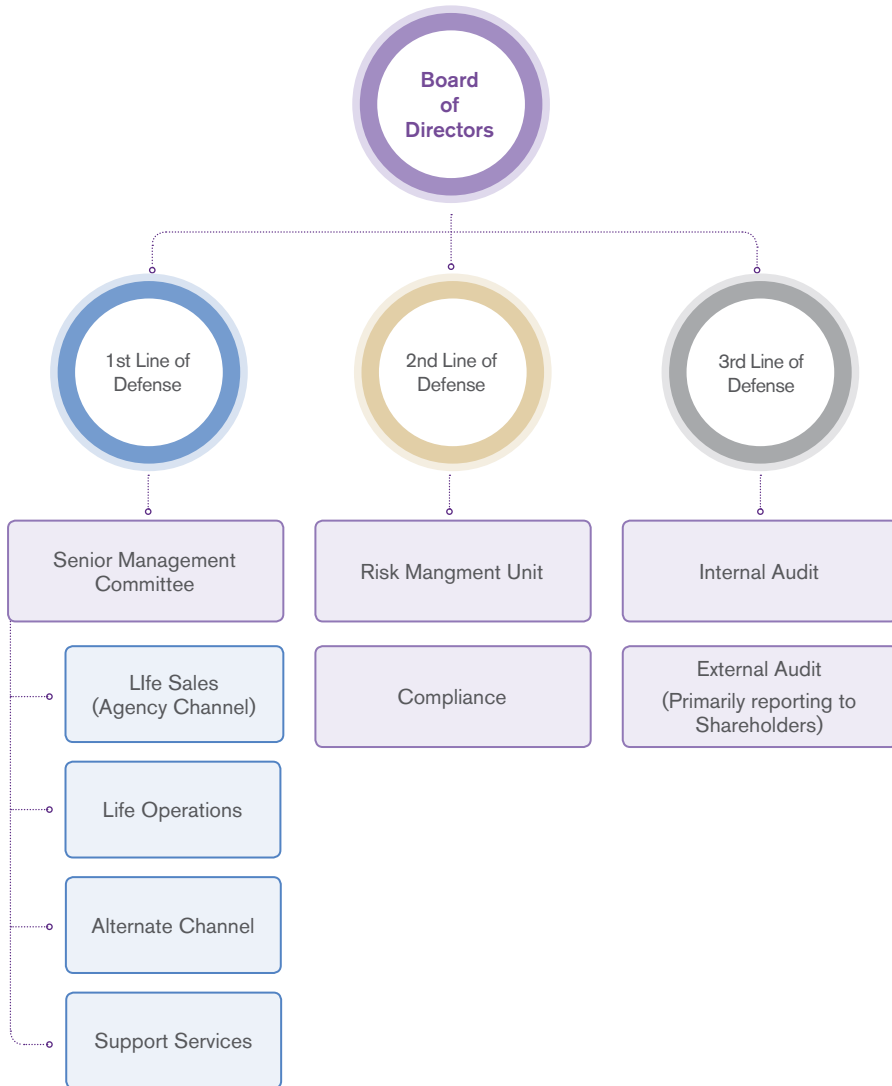 Board
of
Directors
1st Line of
Defense
2nd Line of
Defense
3rd Line of
Defense
Senior Management
Committee
Risk Mangment Unit
Internal Audit
LIfe Sales
(Agency Channel)
Compliance
External Audit
(Primarily reporting to
Shareholders)
Life Operations
Alternate Channel
Support Services